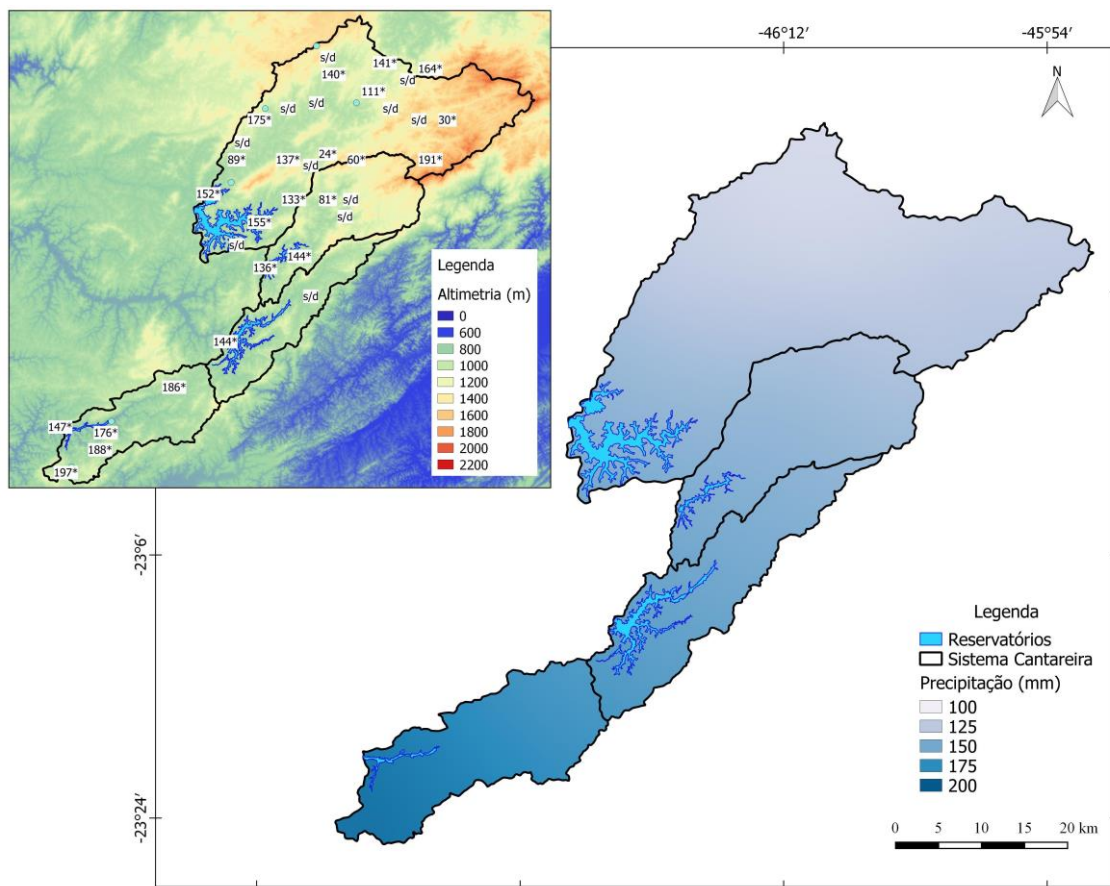 -46°12′
-45°54′
N
s/d
141*
164*
140*
s/d
111*
s/d
s/d
s/d
175*
s/d
30*
s/d
89*
137*
24*
60*
191*
s/d
152*
133*
81*
s/d
155*
s/d
s/d
136*
144*
s/d
144*
186*
147*
176*
188*
197*
Legenda
Altimetria (m)
0
600
800
1000
1200
1400
1600
1800
2000
2200
-23°6′
-23°24′
Legenda
Reservatórios
Sistema Cantareira
Precipitação (mm)
100
125
150
175
200
0 5 10 15 20 km